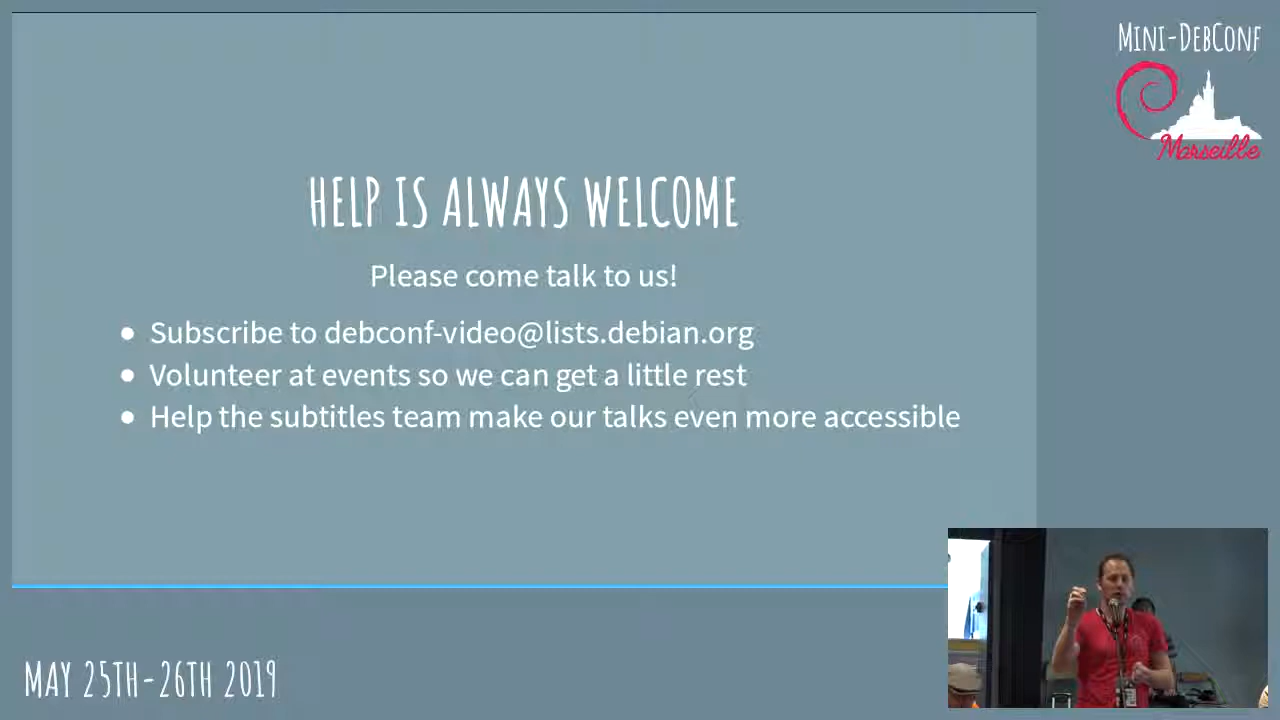 HELP IS ALWAYS WELCOME
Please come talk to us!
Subscribe to debconf-video@lists.debian.org
Volunteer at events so we can get a little rest
Help the subtitles team make our talks even more accessible
MINI-DEBCONF
Marseille
MAY 25TH-26TH 2019